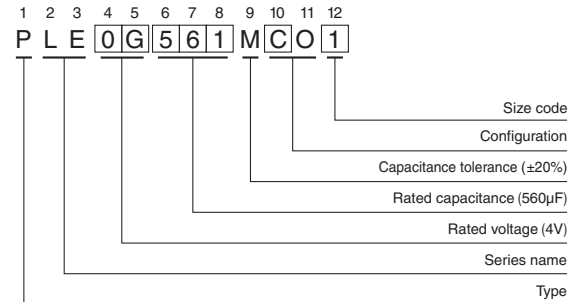 1 2 3 4 5 6 7 8 9 10 11 12
P L E 0 G 5 6 1 M C O 1
Size code
Configuration
Capacitance tolerance (±20%)
Rated capacitance (560μF)
Rated voltage (4V)
Series name
Type